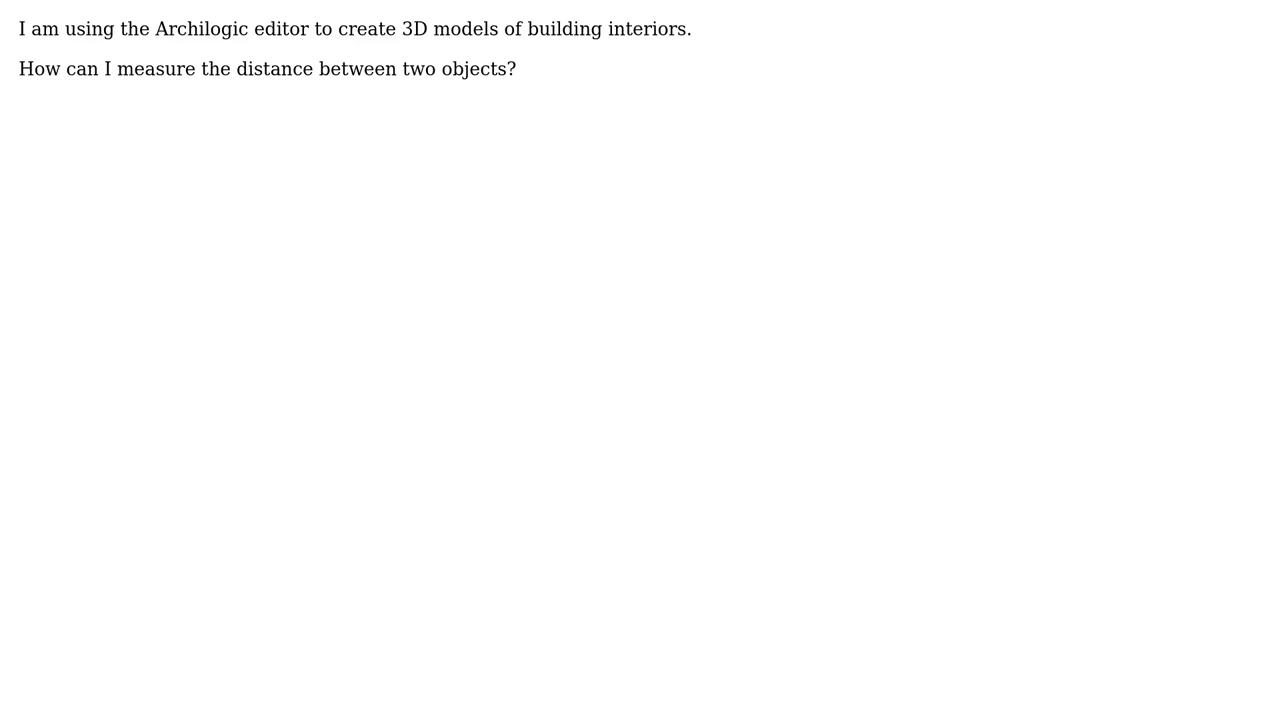 I am using the Archilogic editor to create 3D models of building interiors.
How can I measure the distance between two objects?